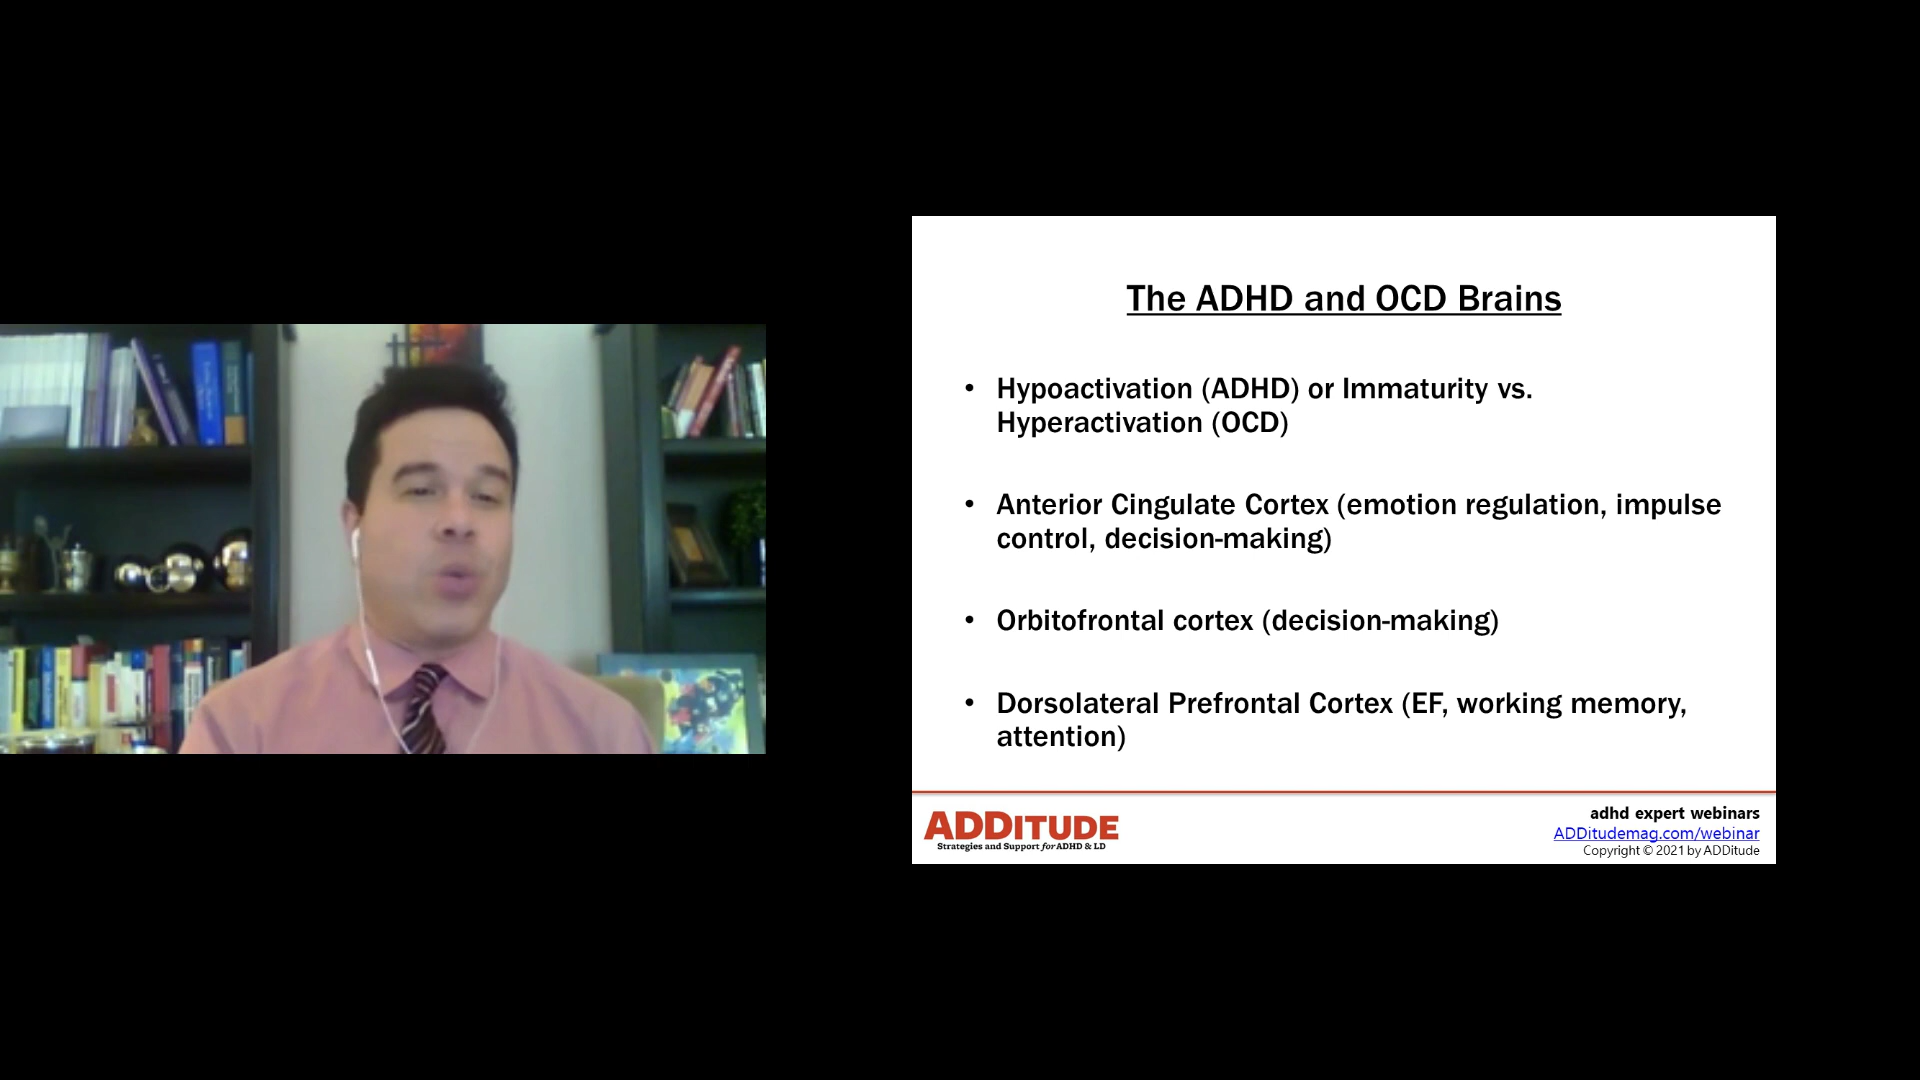 The ADHD and OCD Brains
• Hypoactivation (ADHD) or Immaturity vs.
Hyperactivation (OCD)
• Anterior Cingulate Cortex (emotion regulation, impulse
control, decision-making)
• Orbitofrontal cortex (decision-making)
• Dorsolateral Prefrontal Cortex (EF, working memory,
attention)
ADDITUDE
Strategies and Support for ADHD & LD
adhd expert webinars
ADDitudemag.com/webinar
Copyright © 2021 by ADDitude